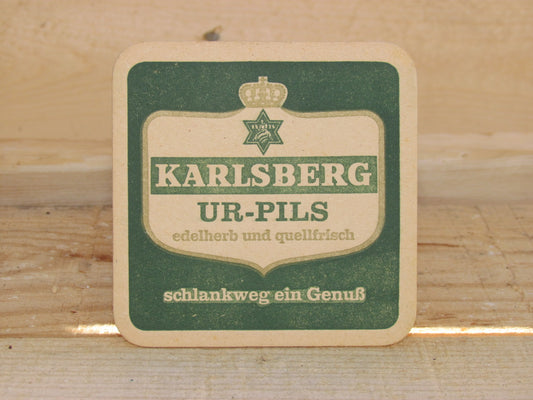 KARLSBERG
UR-PILS
edelherb und quellfrisch
schlankweg ein Genuß